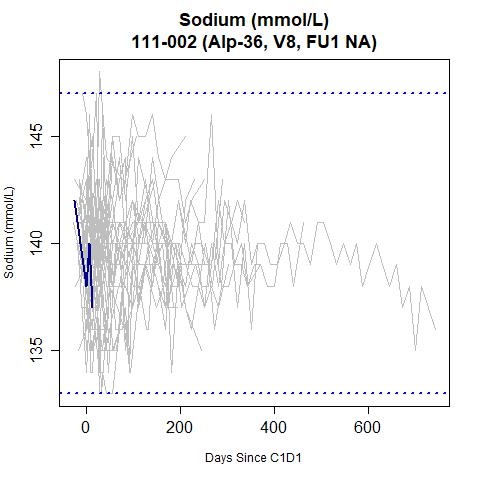 Sodium (mmol/L)
111-002 (Alp-36, V8, FU1 NA)
Sodium (mmol/L)
145
140
135
0
200
400
600
Days Since C1D1